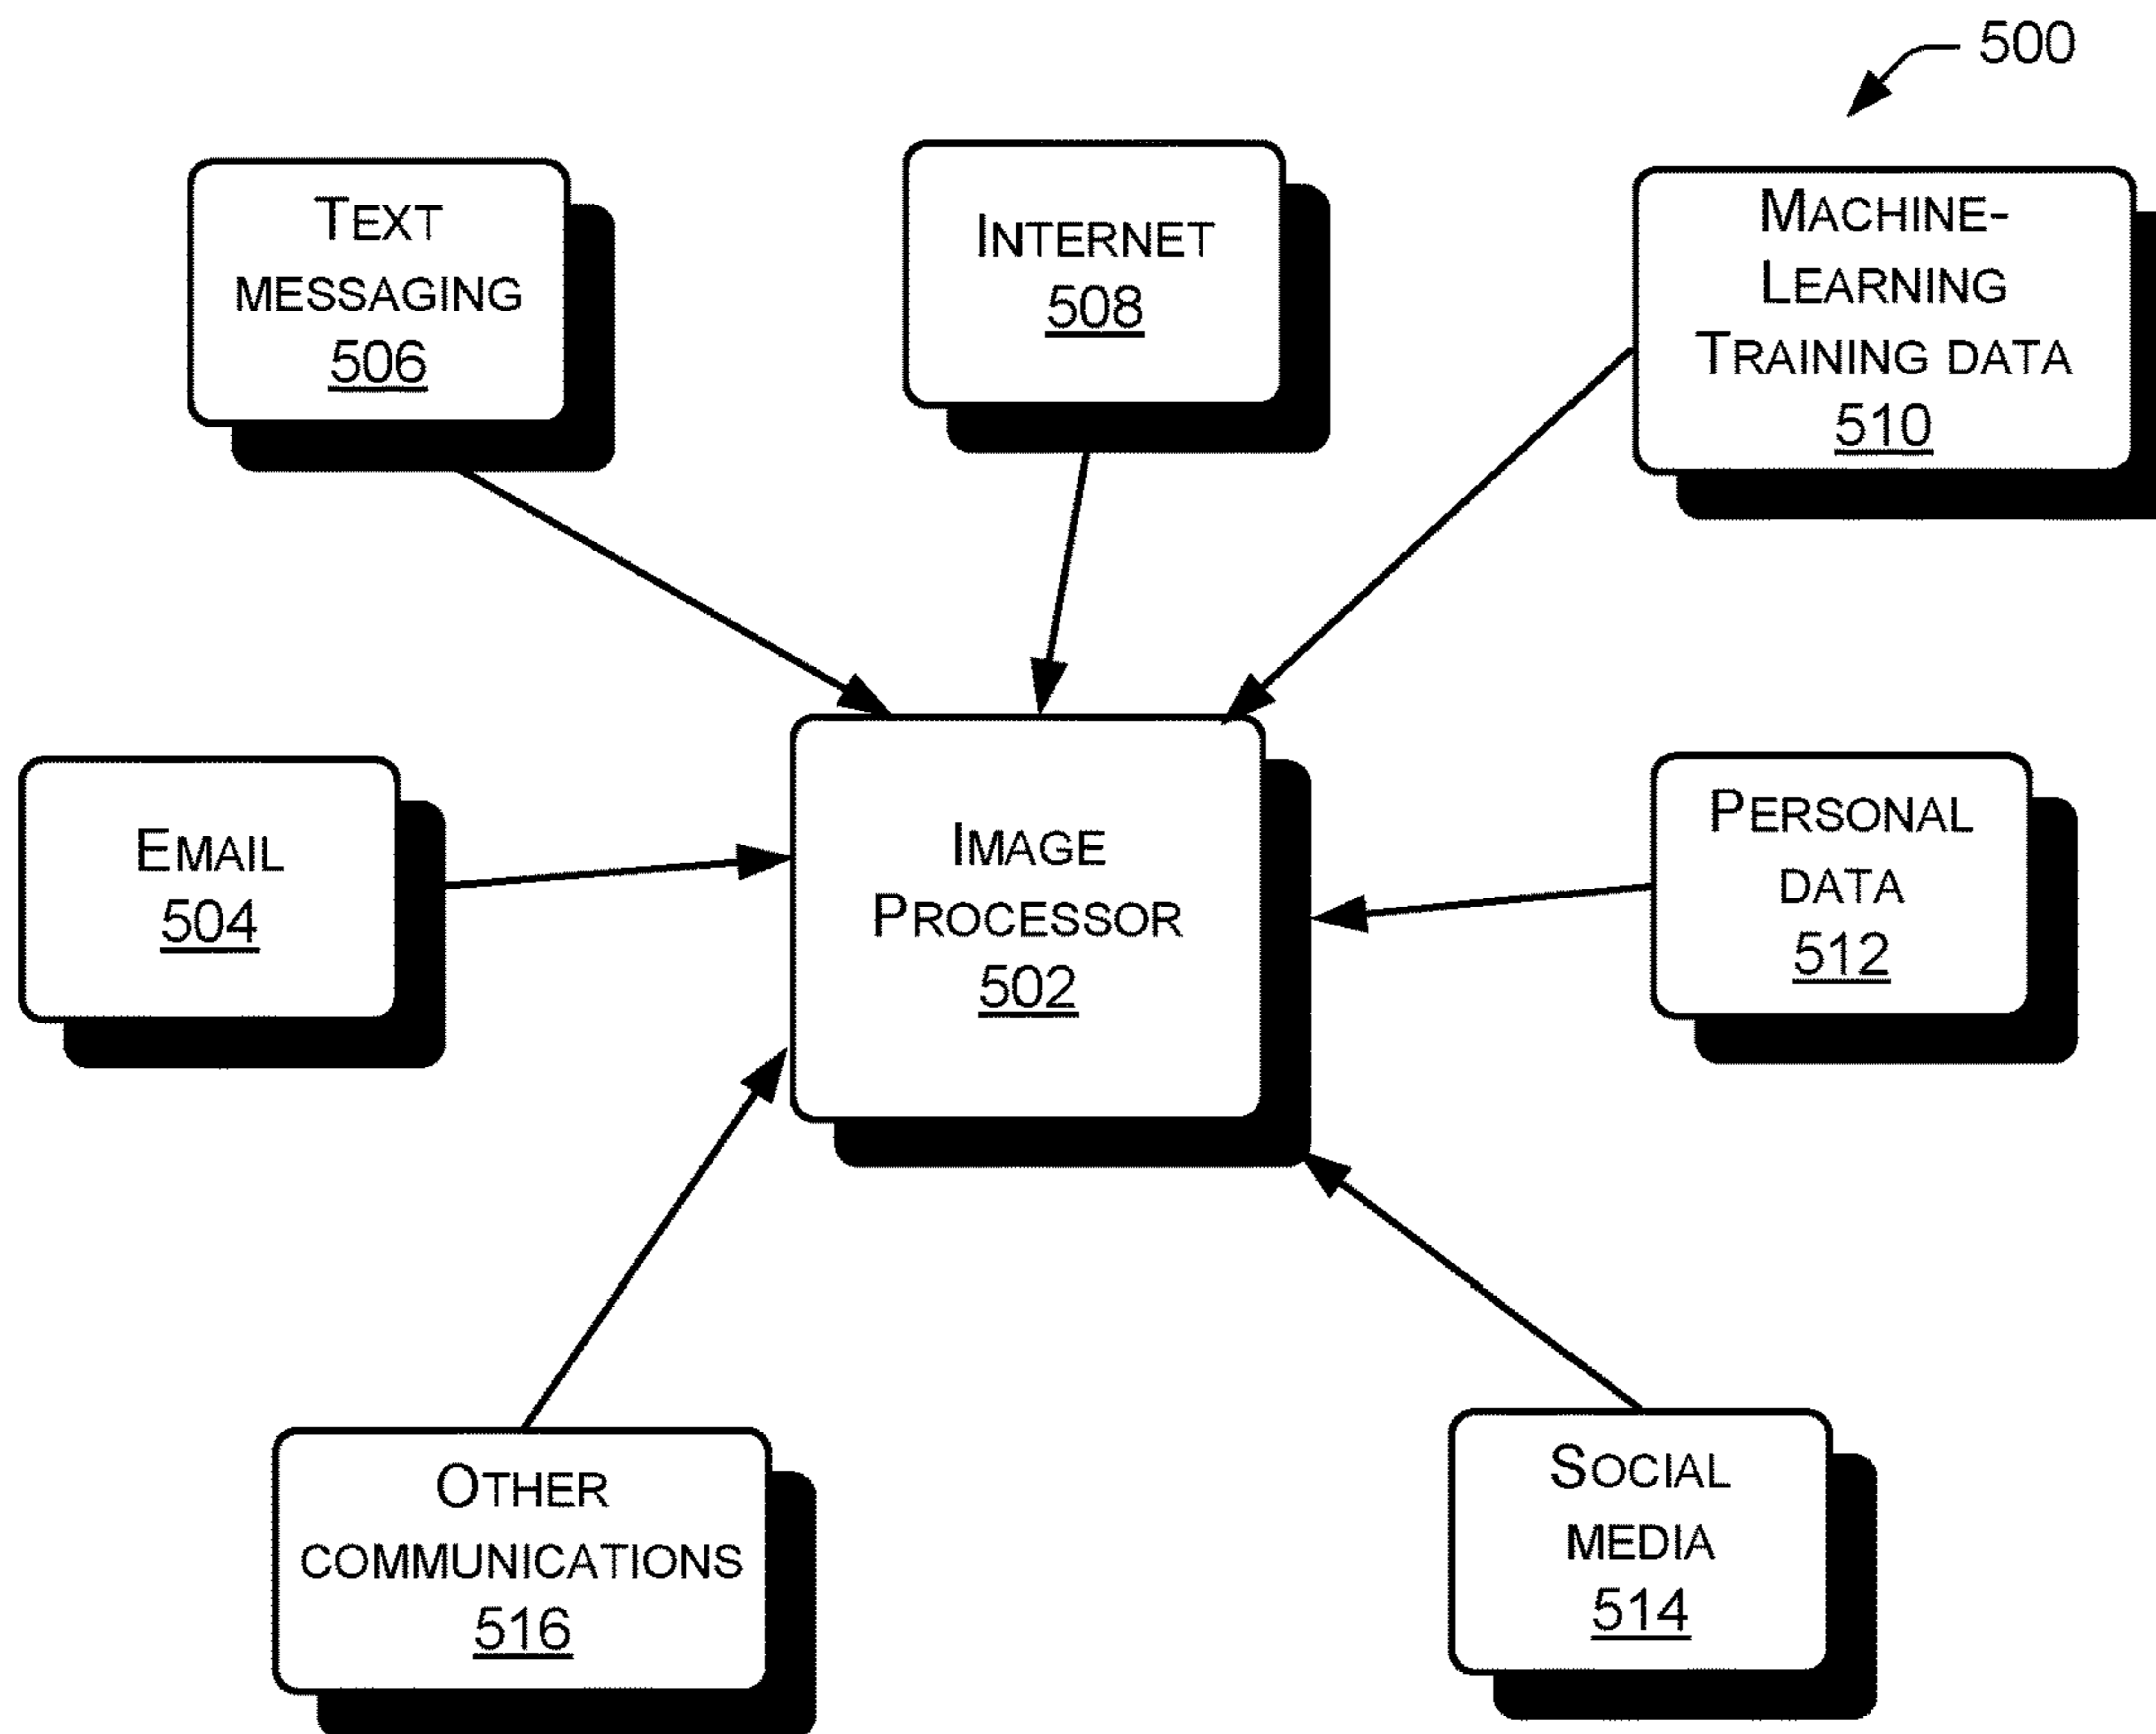 500
TEXT
MESSAGING
506
INTERNET
508
MACHINE-
LEARNING
TRAINING DATA
510
EMAIL
504
IMAGE
PROCESSOR
502
PERSONAL
DATA
512
OTHER
COMMUNICATIONS
516
SOCIAL
MEDIA
514